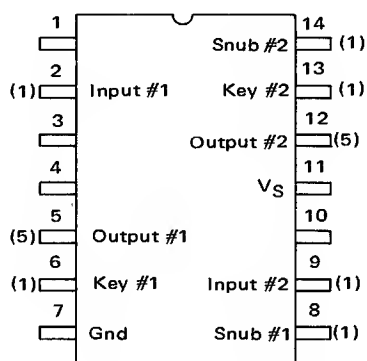 1 14
Snub #2 (1)
2 13
(1) Input #1 Key #2 (1)
3 12
Output #2 (5)
4 11
VS
5 10
(5) Output #1
6 9
(1) Key #1 Input #2 (1)
7 8
Gnd Snub #1 (1)